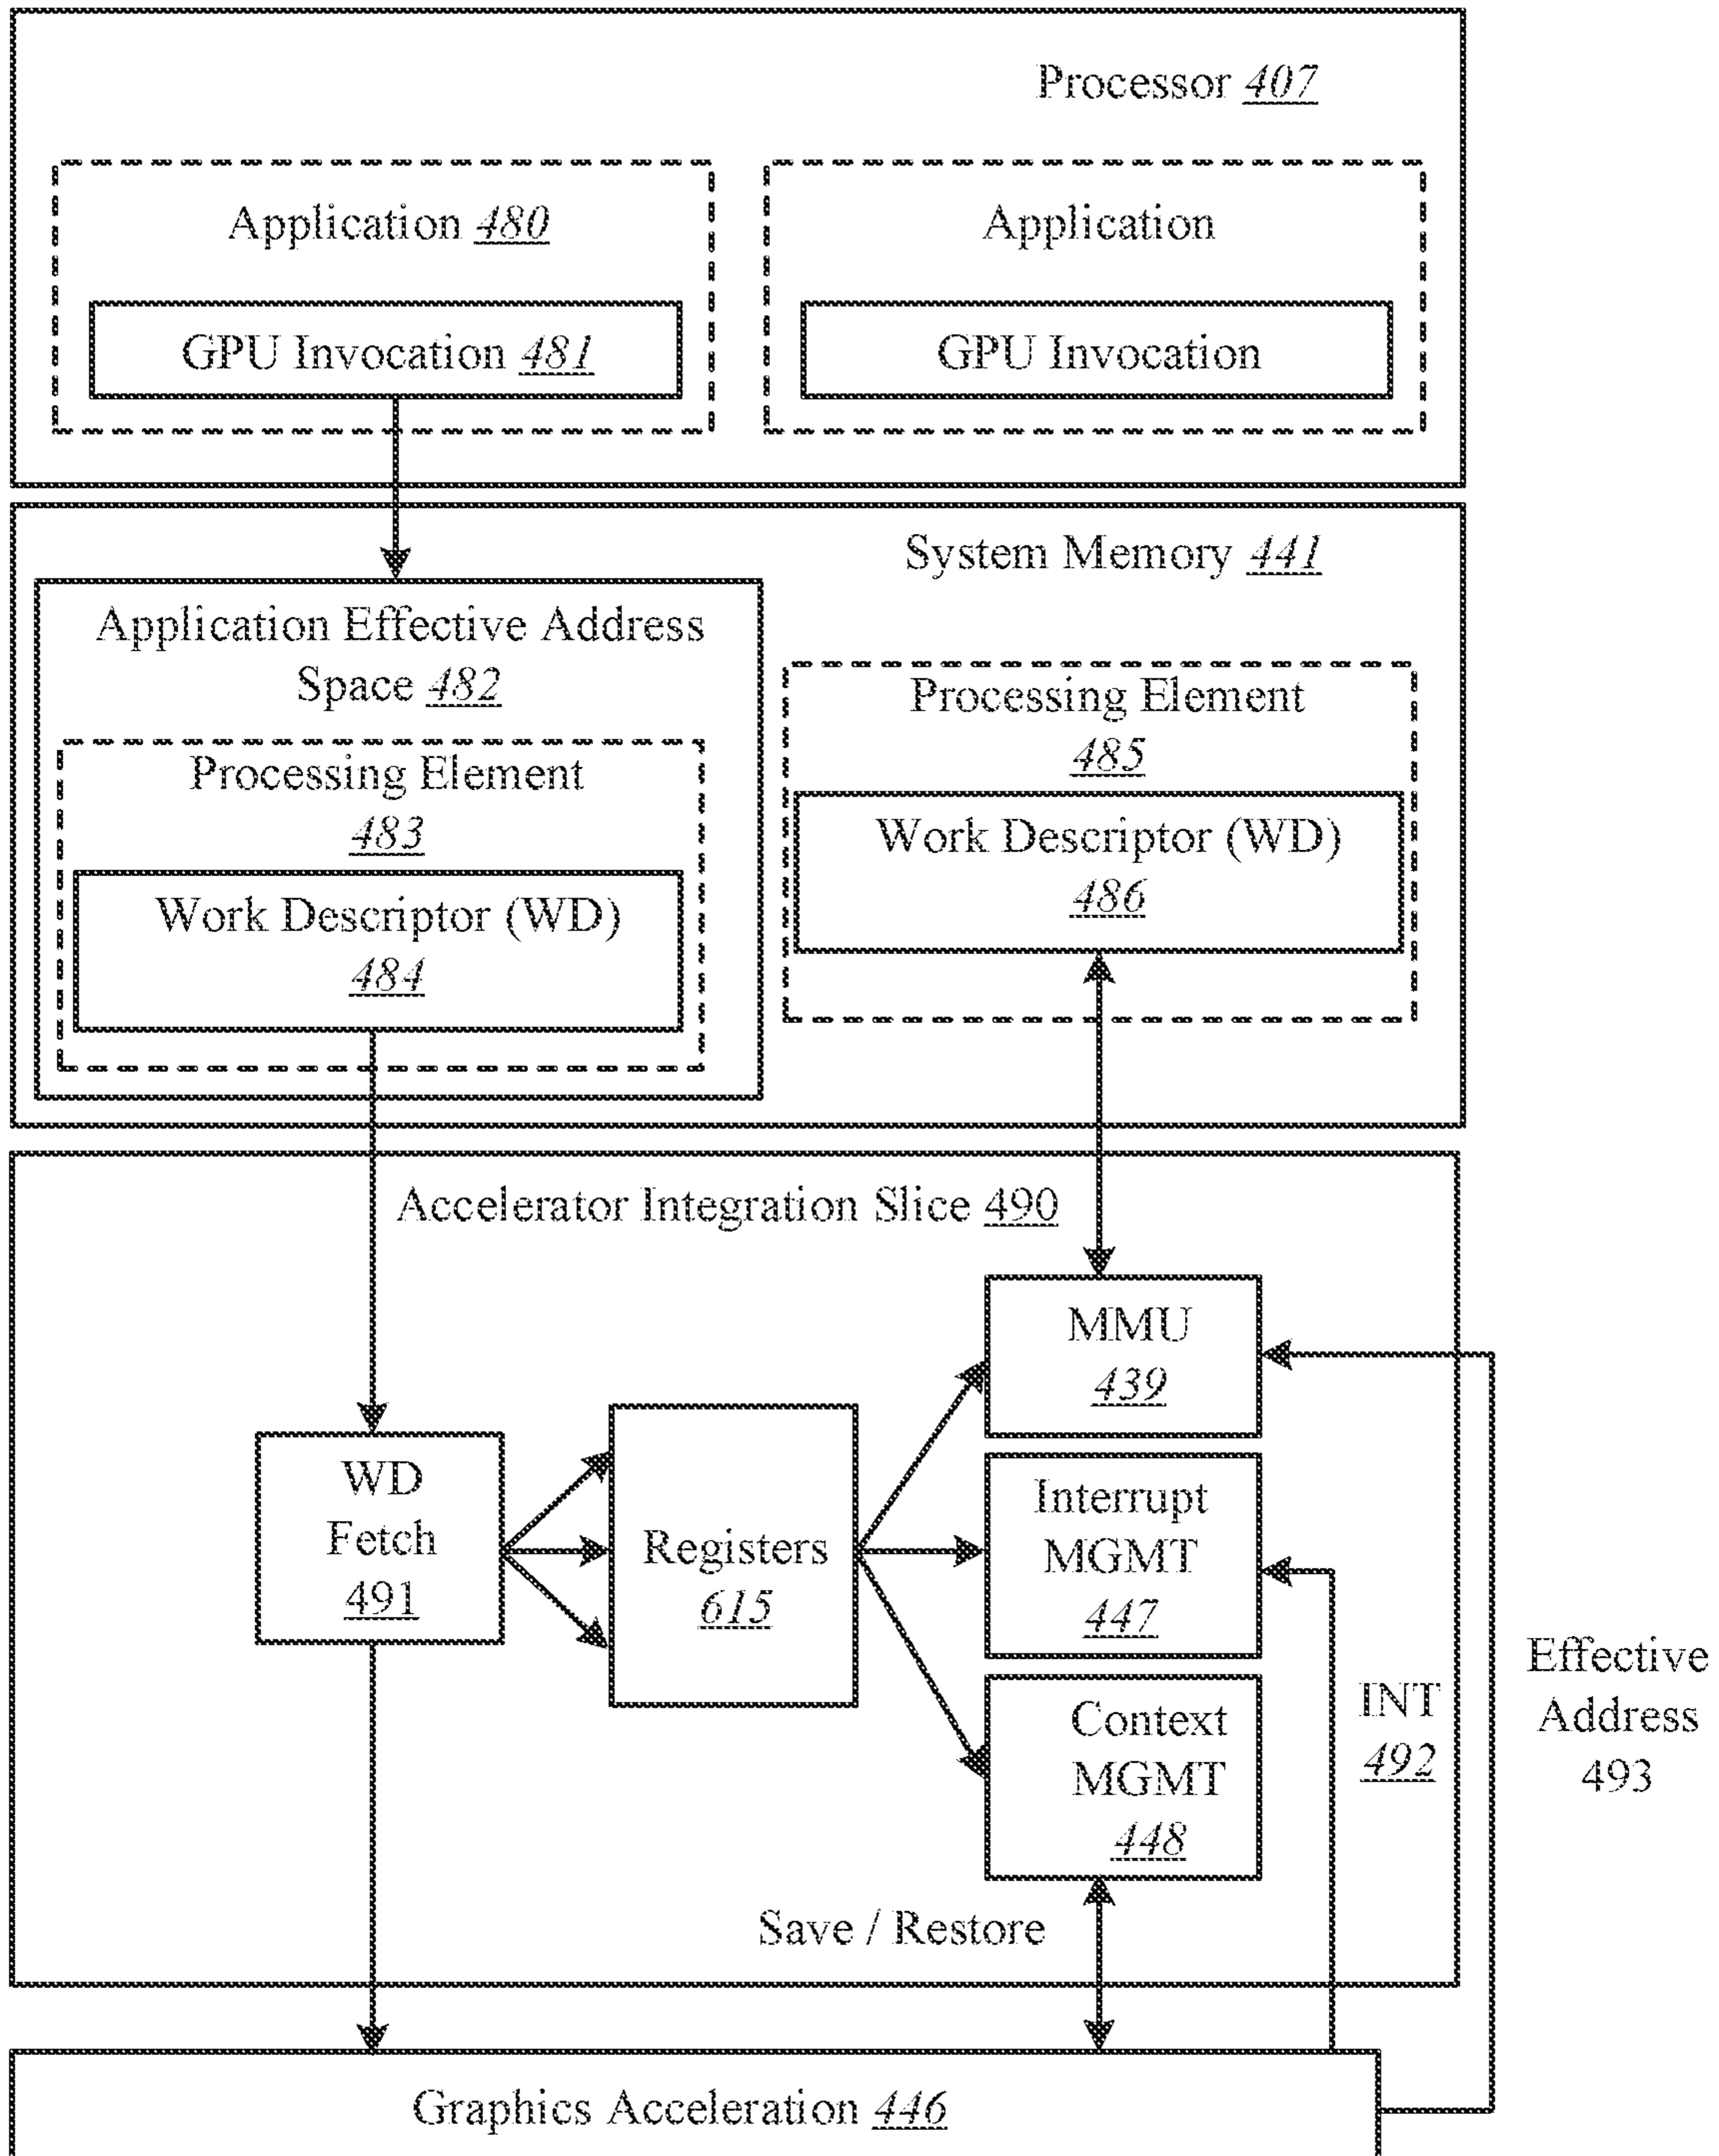 Processor 407
Application 480
Application
GPU Invocation 481
GPU Invocation
System Memory 441
Application Effective Address
Space 482
Processing Element
483
Work Descriptor (WD)
484
Processing Element
485
Work Descriptor (WD)
486
Accelerator Integration Slice 490
MMU
439
WD
Fetch
491
Registers
615
Interrupt
MGMT
447
Context
MGMT
448
INT
492
Effective
Address
493
Save / Restore
Graphics Acceleration 446